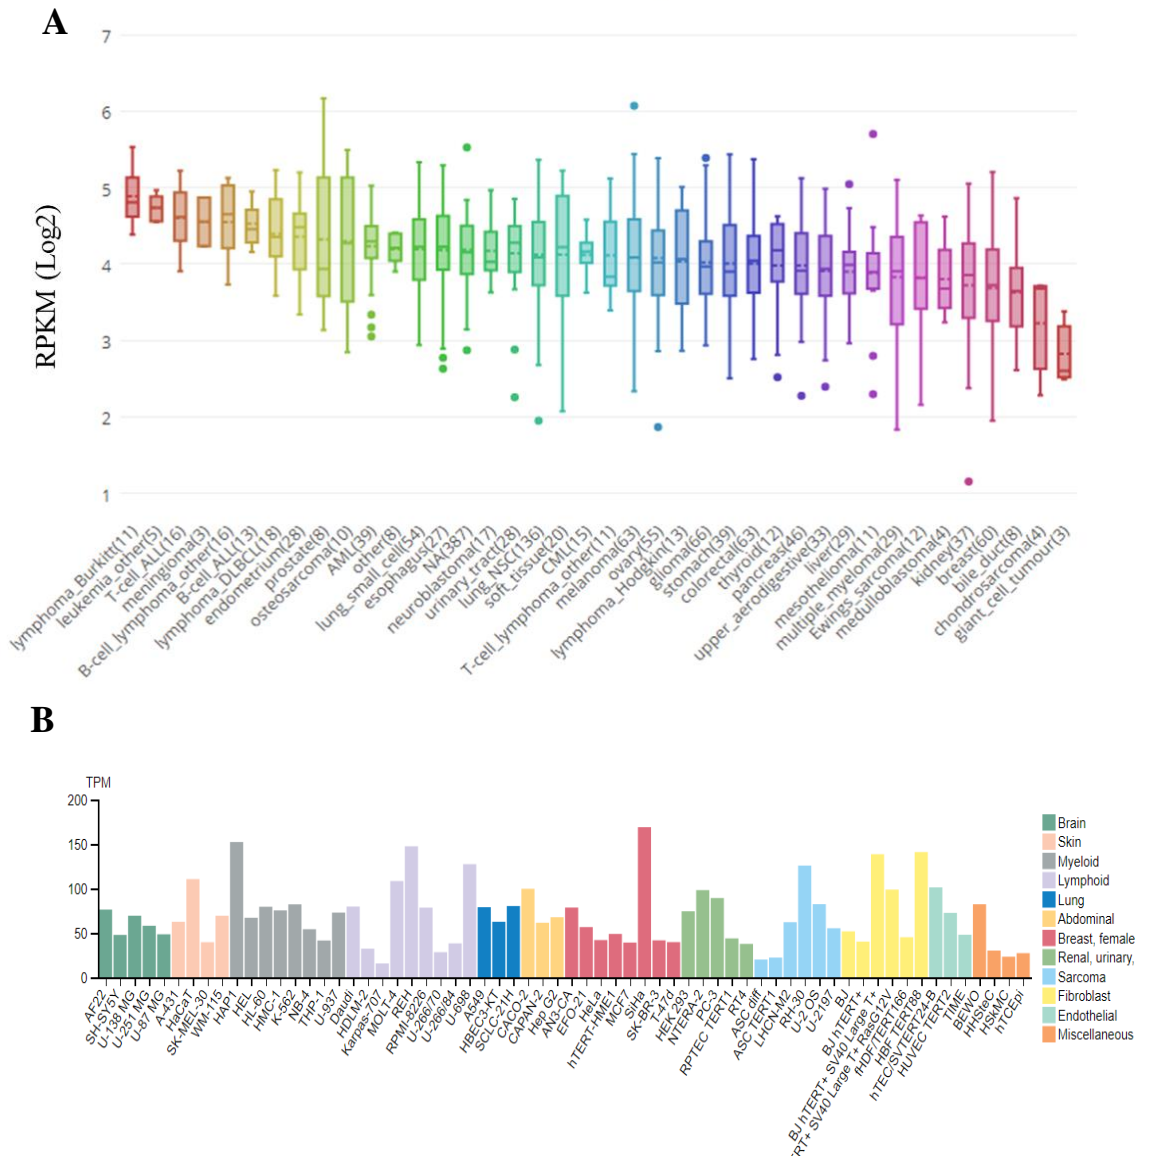 A
RPKM (Log2)
7
6
5
4
3
2
1
lymphoma_Burkitt(11)
leukemia_other(5)
T-cell_ALL(16)
meningioma(3)
B-cell_lymphoma_other(16)
B-cell_ALL(13)
lymphoma_DLBCL(18)
endometrium(28)
prostate(8)
osteosarcoma(10)
AML(39)
other(8)
lung_small_cell(54)
esophagus(27)
NA(387)
neuroblastoma(17)
urinary_tract(28)
lung_NSC(136)
soft_tissue(20)
CML(15)
T-cell_lymphoma_other(11)
melanoma(63)
ovary(55)
lymphoma_Hodgkin(13)
glioma(66)
stomach(39)
colorectal(63)
thyroid(12)
pancreas(46)
upper_aerodigestive(33)
liver(29)
mesothelioma(11)
multiple_myeloma(29)
Ewings_sarcoma(12)
medulloblastoma(4)
kidney(37)
breast(60)
bile_duct(8)
chondrosarcoma(4)
giant_cell_tumour(3)
B
TPM
200
150
100
50
0
AF22
SH-SY5Y
U-138 MG
U-251 MG
U-87 MG
A-431
HaCaT
SK-MEL-30
WM-115
HAP1
HEL
HL-60
HMC-1
K-562
NB-4
THP-1
U-937
Daudi
HDLM-2
Karpas-707
MOLT-4
REH
RPMI-8226
U-266/70
U-266/84
U-698
A549
HBEC3-KT
SCLC-21H
CACO-2
CAPAN-2
Hep G2
AN3-CA
EFO-21
HeLa
hTERT-HME1
MCF7
SiHa
SK-BR-3
T-47d
HEK 293
NTERA-2
PC-3
RPTEC TERT1
RT4
ASC diff
ASC TERT1
LHCN-M2
RH-30
U-2 OS
U-2197
BJ
BJ hTERT+
BJ hTERT+ SV40 Large T+
ERT+ SV40 Large T+ RasG12V
fHDF/TERT166
HBF TERT88
hTEC/SVTERT24-B
HUVEC TERT2
TIME
BEWO
HHSteC
HSkMC
hTCEpi
Brain
Skin
Myeloid
Lymphoid
Lung
Abdominal
Breast, female
Renal, urinary,
Sarcoma
Fibroblast
Endothelial
Miscellaneous